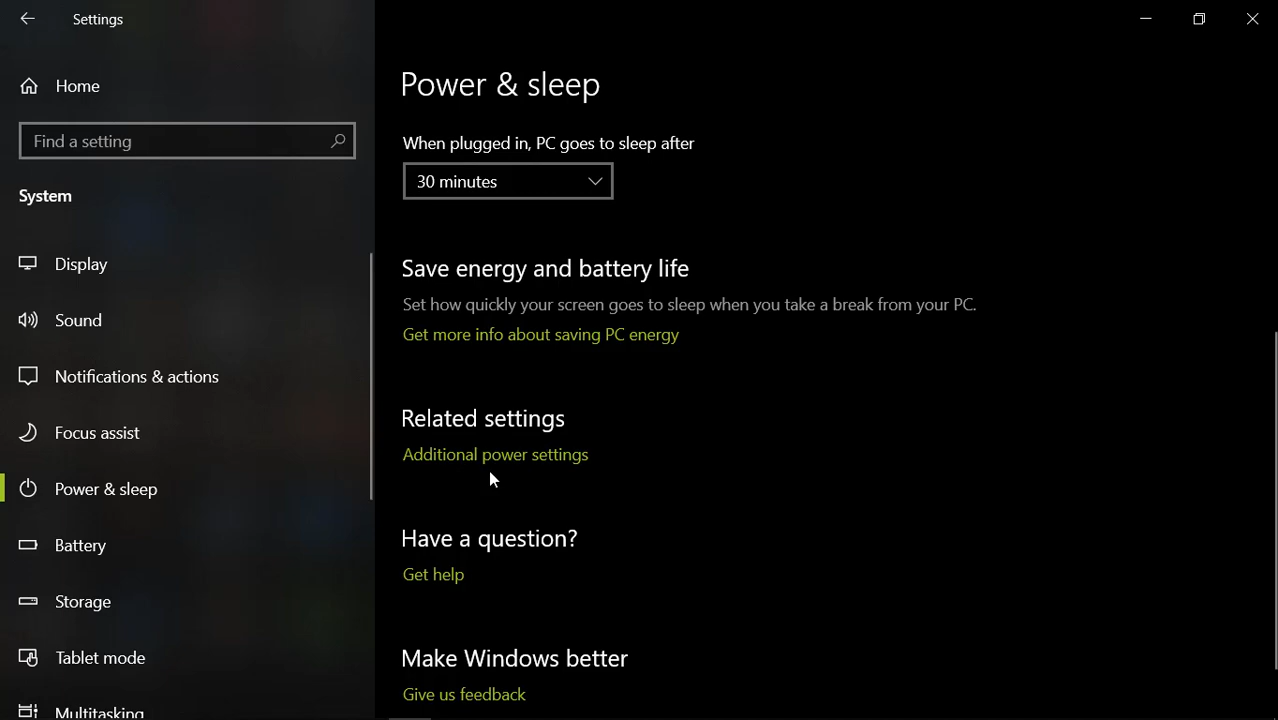 Settings
Home
Find a setting
System
Display
Sound
Notifications & actions
Focus assist
Power & sleep
Battery
Storage
Tablet mode
Multitasking
Power & sleep
When plugged in, PC goes to sleep after
30 minutes
Save energy and battery life
Set how quickly your screen goes to sleep when you take a break from your PC.
Get more info about saving PC energy
Related settings
Additional power settings
Have a question?
Get help
Make Windows better
Give us feedback